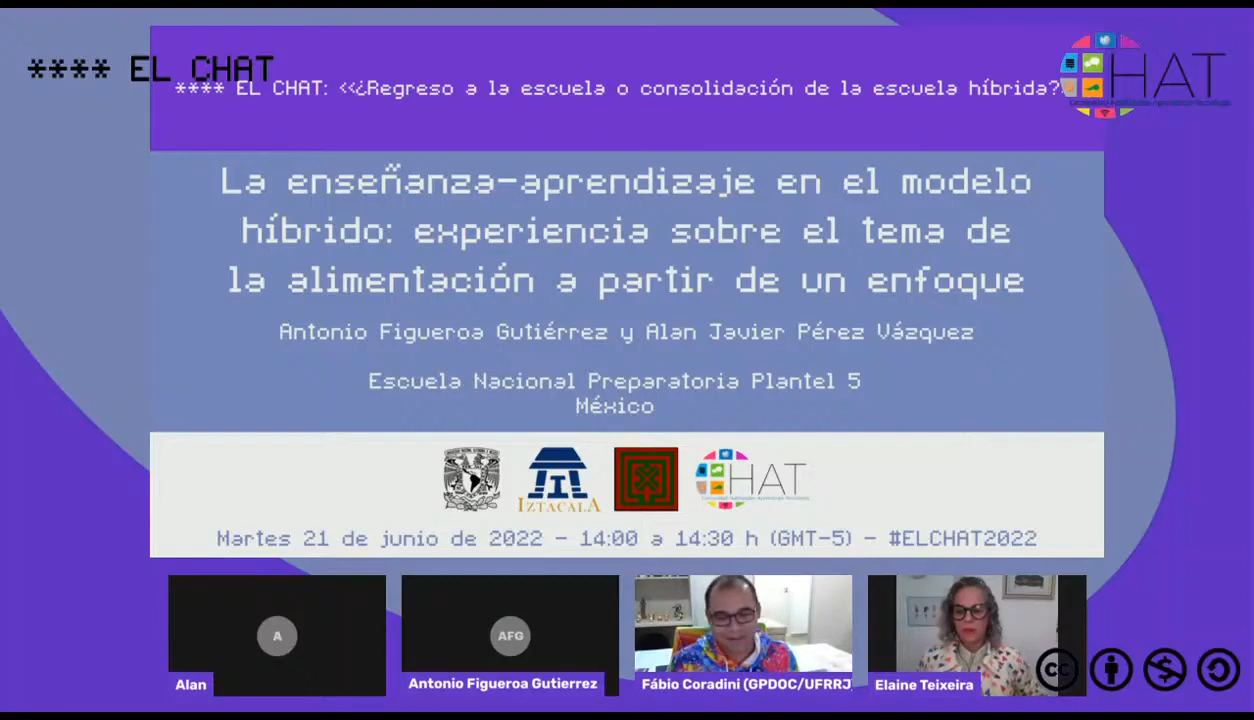 **** EL CHAT
**** EL CHAT: <<¿Regreso a la escuela o consolidación de la escuela híbrida?
HAT
La enseñanza-aprendizaje en el modelo
híbrido: experiencia sobre el tema de
la alimentación a partir de un enfoque
Antonio Figueroa Gutiérrez y Alan Javier Pérez Vázquez
Escuela Nacional Preparatoria Plantel 5
México
IZTACALA
HAT
Martes 21 de junio de 2022 - 14:00 a 14:30 h (GMT-5) - #ELCHAT2022
A
AFG
Alan
Antonio Figueroa Gutierrez
Fábio Coradini (GPDOC/UFRRJ
Elaine Teixeira
cc